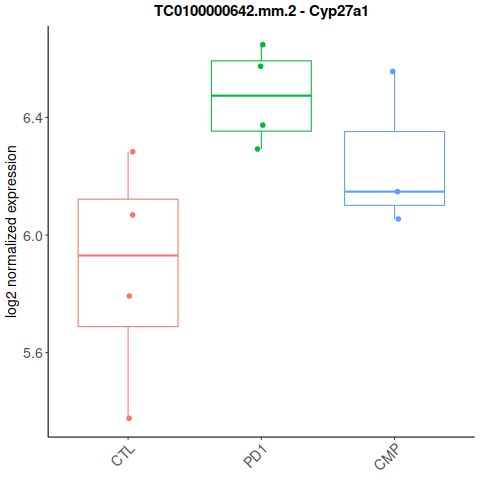 TC0100000642.mm.2 - Cyp27a1
log2 normalized expression
6.4
6.0
5.6
CTL
PD1
CMP